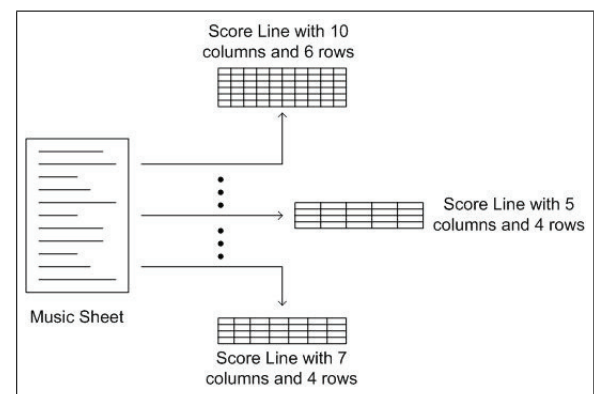 Score Line with 10
columns and 6 rows
Score Line with 5
columns and 4 rows
Music Sheet
Score Line with 7
columns and 4 rows